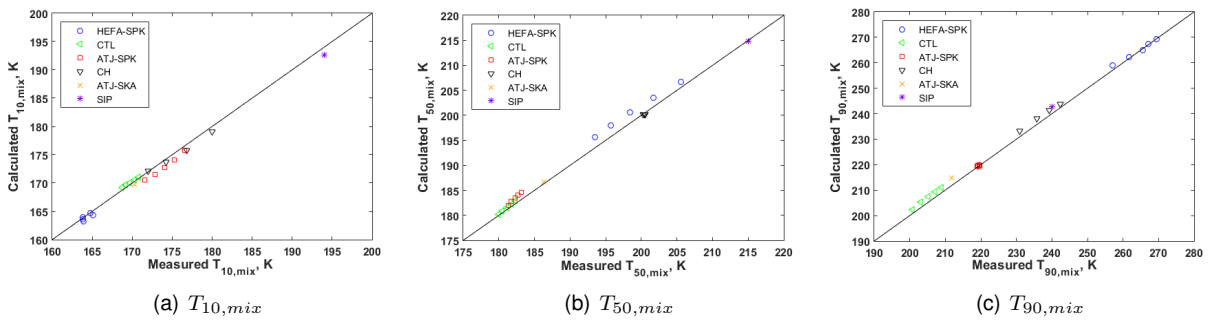 200
195
190
185
180
175
170
165
160
160 165 170 175 180 185 190 195 200
Calculated T10,mix, K
Measured T10,mix, K
HEFA-SPK
CTL
ATJ-SPK
CH
ATJ-SKA
SIP
(a) T10,mix
220
215
210
205
200
195
190
185
180
175
175 180 185 190 195 200 205 210 215 220
Calculated T50,mix, K
Measured T50,mix, K
HEFA-SPK
CTL
ATJ-SPK
CH
ATJ-SKA
SIP
(b) T50,mix
280
270
260
250
240
230
220
210
200
190
190 200 210 220 230 240 250 260 270 280
Calculated T90,mix, K
Measured T90,mix, K
HEFA-SPK
CTL
ATJ-SPK
CH
ATJ-SKA
SIP
(c) T90,mix